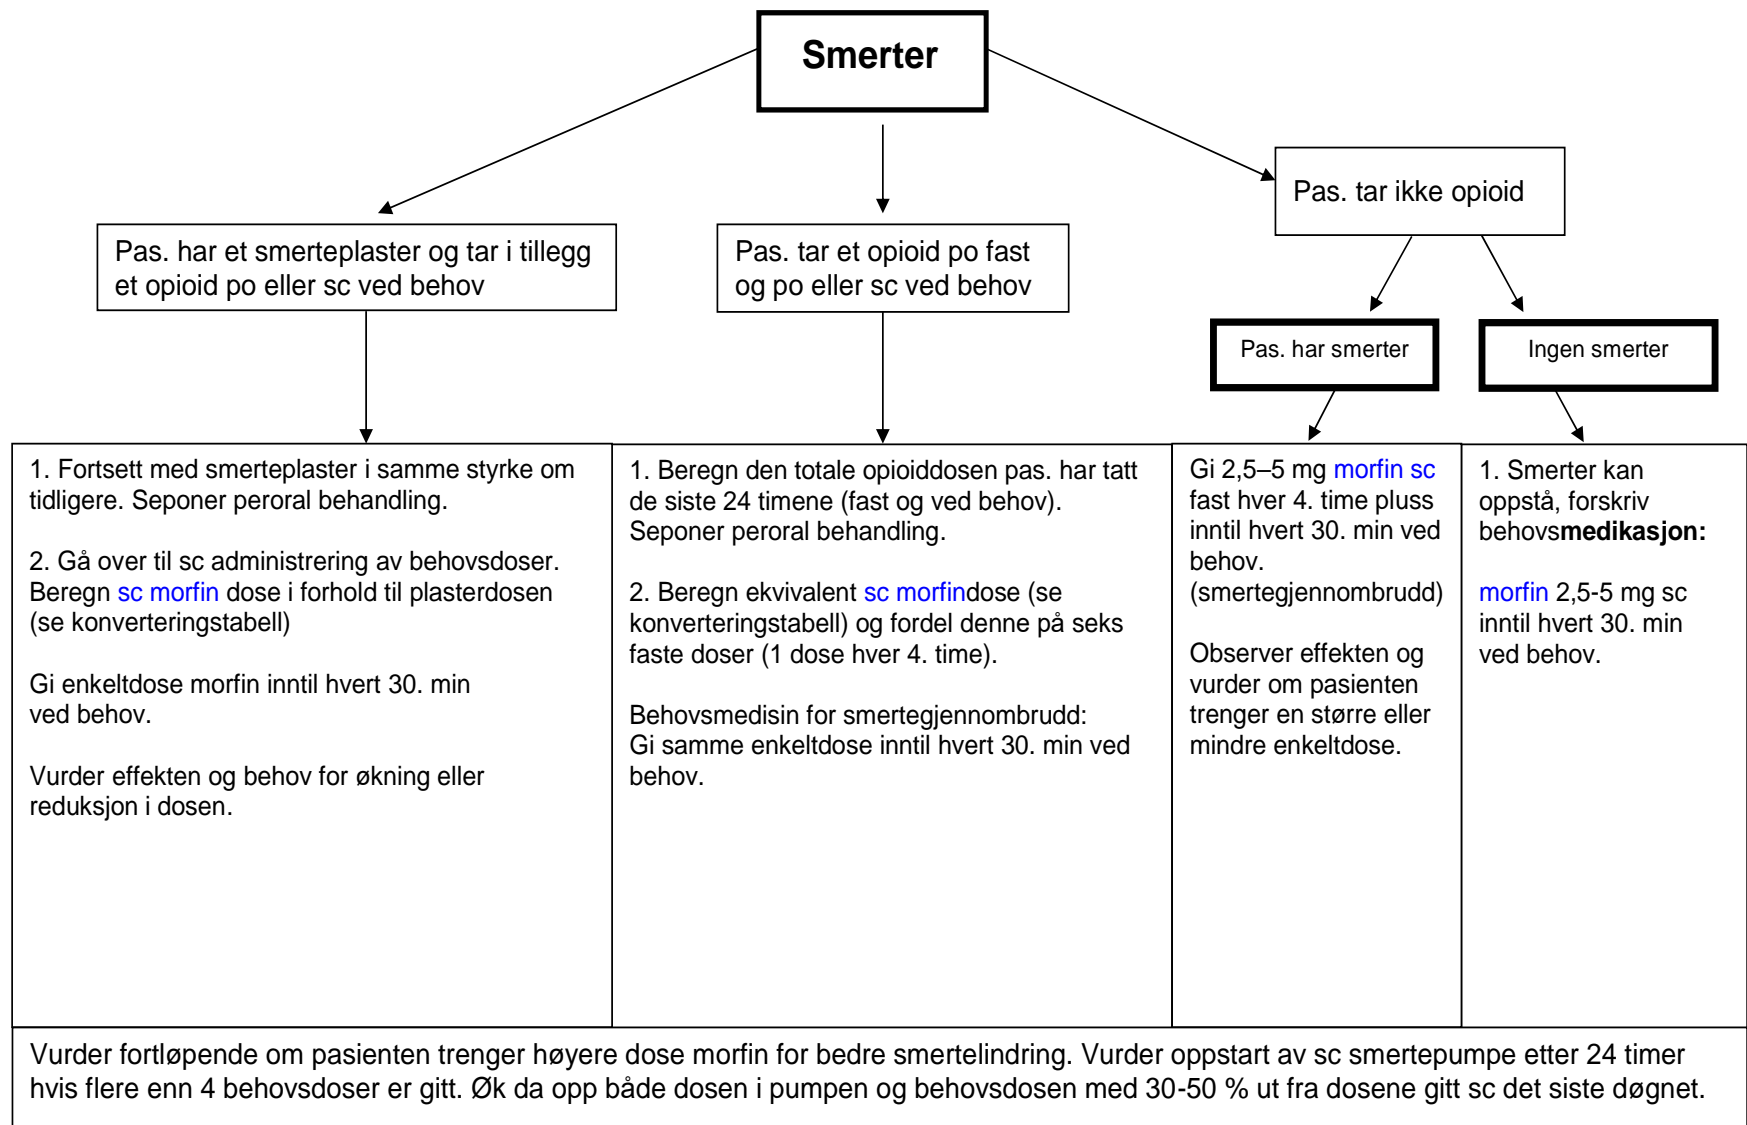 Smerter
Pas. tar ikke opioid
Pas. har et smerteplaster og tar i tillegg
et opioid po eller sc ved behov
Pas. tar et opioid po fast
og po eller sc ved behov
Pas. har smerter
Ingen smerter
1. Fortsett med smerteplaster i samme styrke om
tidligere. Seponer peroral behandling.
2. Gå over til sc administrering av behovsdoser.
Beregn sc morfin dose i forhold til plasterdosen
(se konverteringstabell)
Gi enkeltdose morfin inntil hvert 30. min
ved behov.
Vurder effekten og behov for økning eller
reduksjon i dosen.
1. Beregn den totale opioiddosen pas. har tatt
de siste 24 timene (fast og ved behov).
Seponer peroral behandling.
2. Beregn ekvivalent sc morfindose (se
konverteringstabell) og fordel denne på seks
faste doser (1 dose hver 4. time).
Behovsmedisin for smertegjennombrudd:
Gi samme enkeltdose inntil hvert 30. min ved
behov.
Gi 2,5–5 mg morfin sc
fast hver 4. time pluss
inntil hvert 30. min ved
behov.
(smertegjennombrudd)
Observer effekten og
vurder om pasienten
trenger en større eller
mindre enkeltdose.
1. Smerter kan
oppstå, forskriv
behovsmedikasjon:
morfin 2,5-5 mg sc
inntil hvert 30. min
ved behov.
Vurder fortløpende om pasienten trenger høyere dose morfin for bedre smertelindring. Vurder oppstart av sc smertepumpe etter 24 timer
hvis flere enn 4 behovsdoser er gitt. Øk da opp både dosen i pumpen og behovsdosen med 30-50 % ut fra dosene gitt sc det siste døgnet.